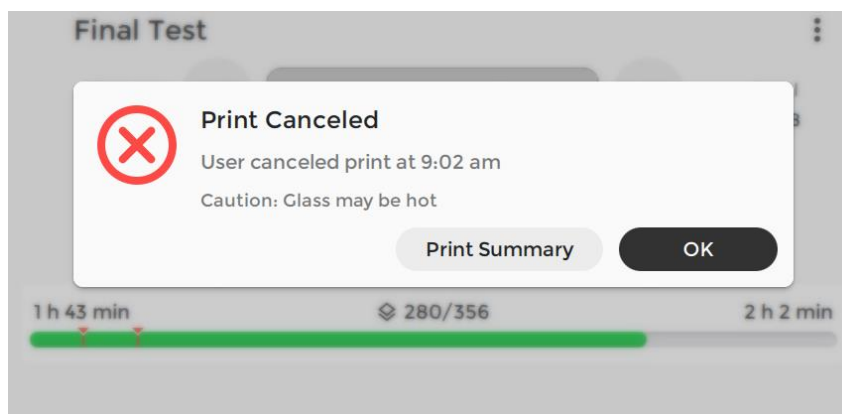 Final Test
Print Canceled
User canceled print at 9:02 am
Caution: Glass may be hot
Print Summary
OK
1 h 43 min
280/356
2 h 2 min